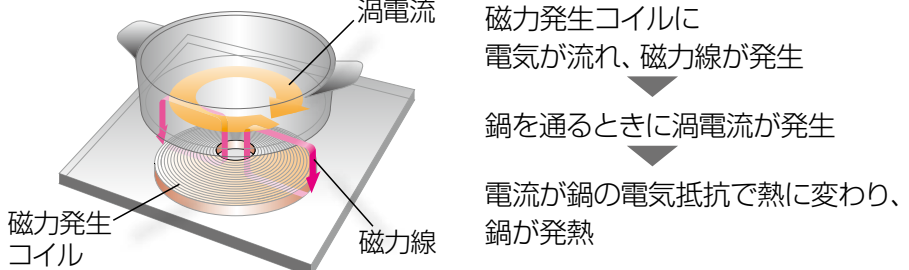 渦電流
磁力発生
コイル
磁力線
磁力発生コイルに
電気が流れ、磁力線が発生
鍋を通るときに渦電流が発生
電流が鍋の電気抵抗で熱に変わり、
鍋が発熱